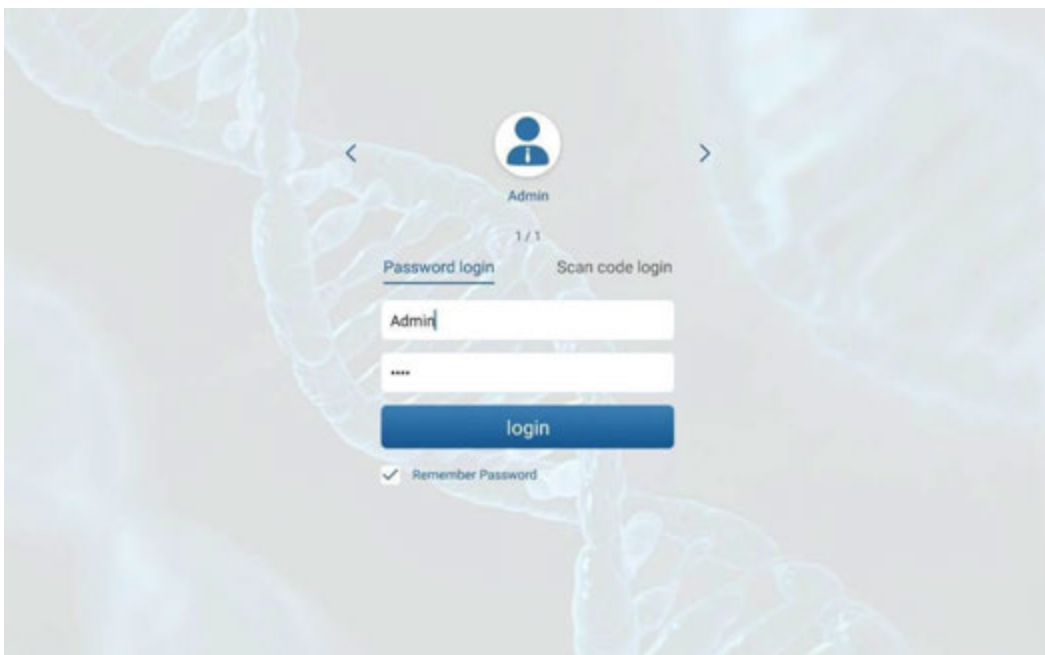 Admin
1 / 1
Password login Scan code login
Admin
••••
login
Remember Password